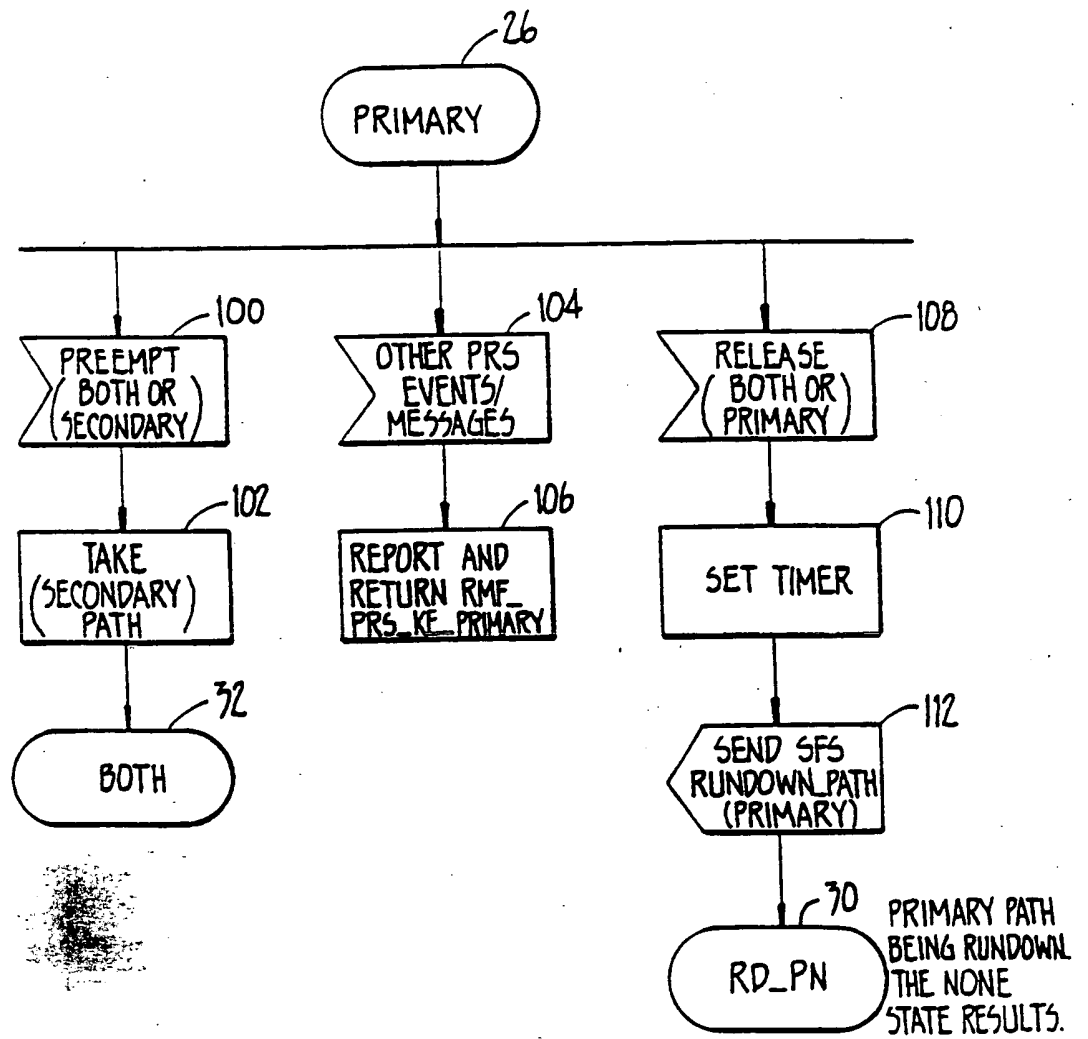 26
PRIMARY
100
PREEMPT
(BOTH OR
SECONDARY)
104
OTHER PRS
EVENTS/
MESSAGES
108
RELEASE
(BOTH OR
PRIMARY)
102
TAKE
(SECONDARY)
PATH
106
REPORT AND
RETURN RMF_
PRS_KE_PRIMARY
110
SET TIMER
32
BOTH
112
SEND SFS
RUNDOWN_PATH
(PRIMARY)
30
RD_PN
PRIMARY PATH
BEING RUNDOWN.
THE NONE
STATE RESULTS.